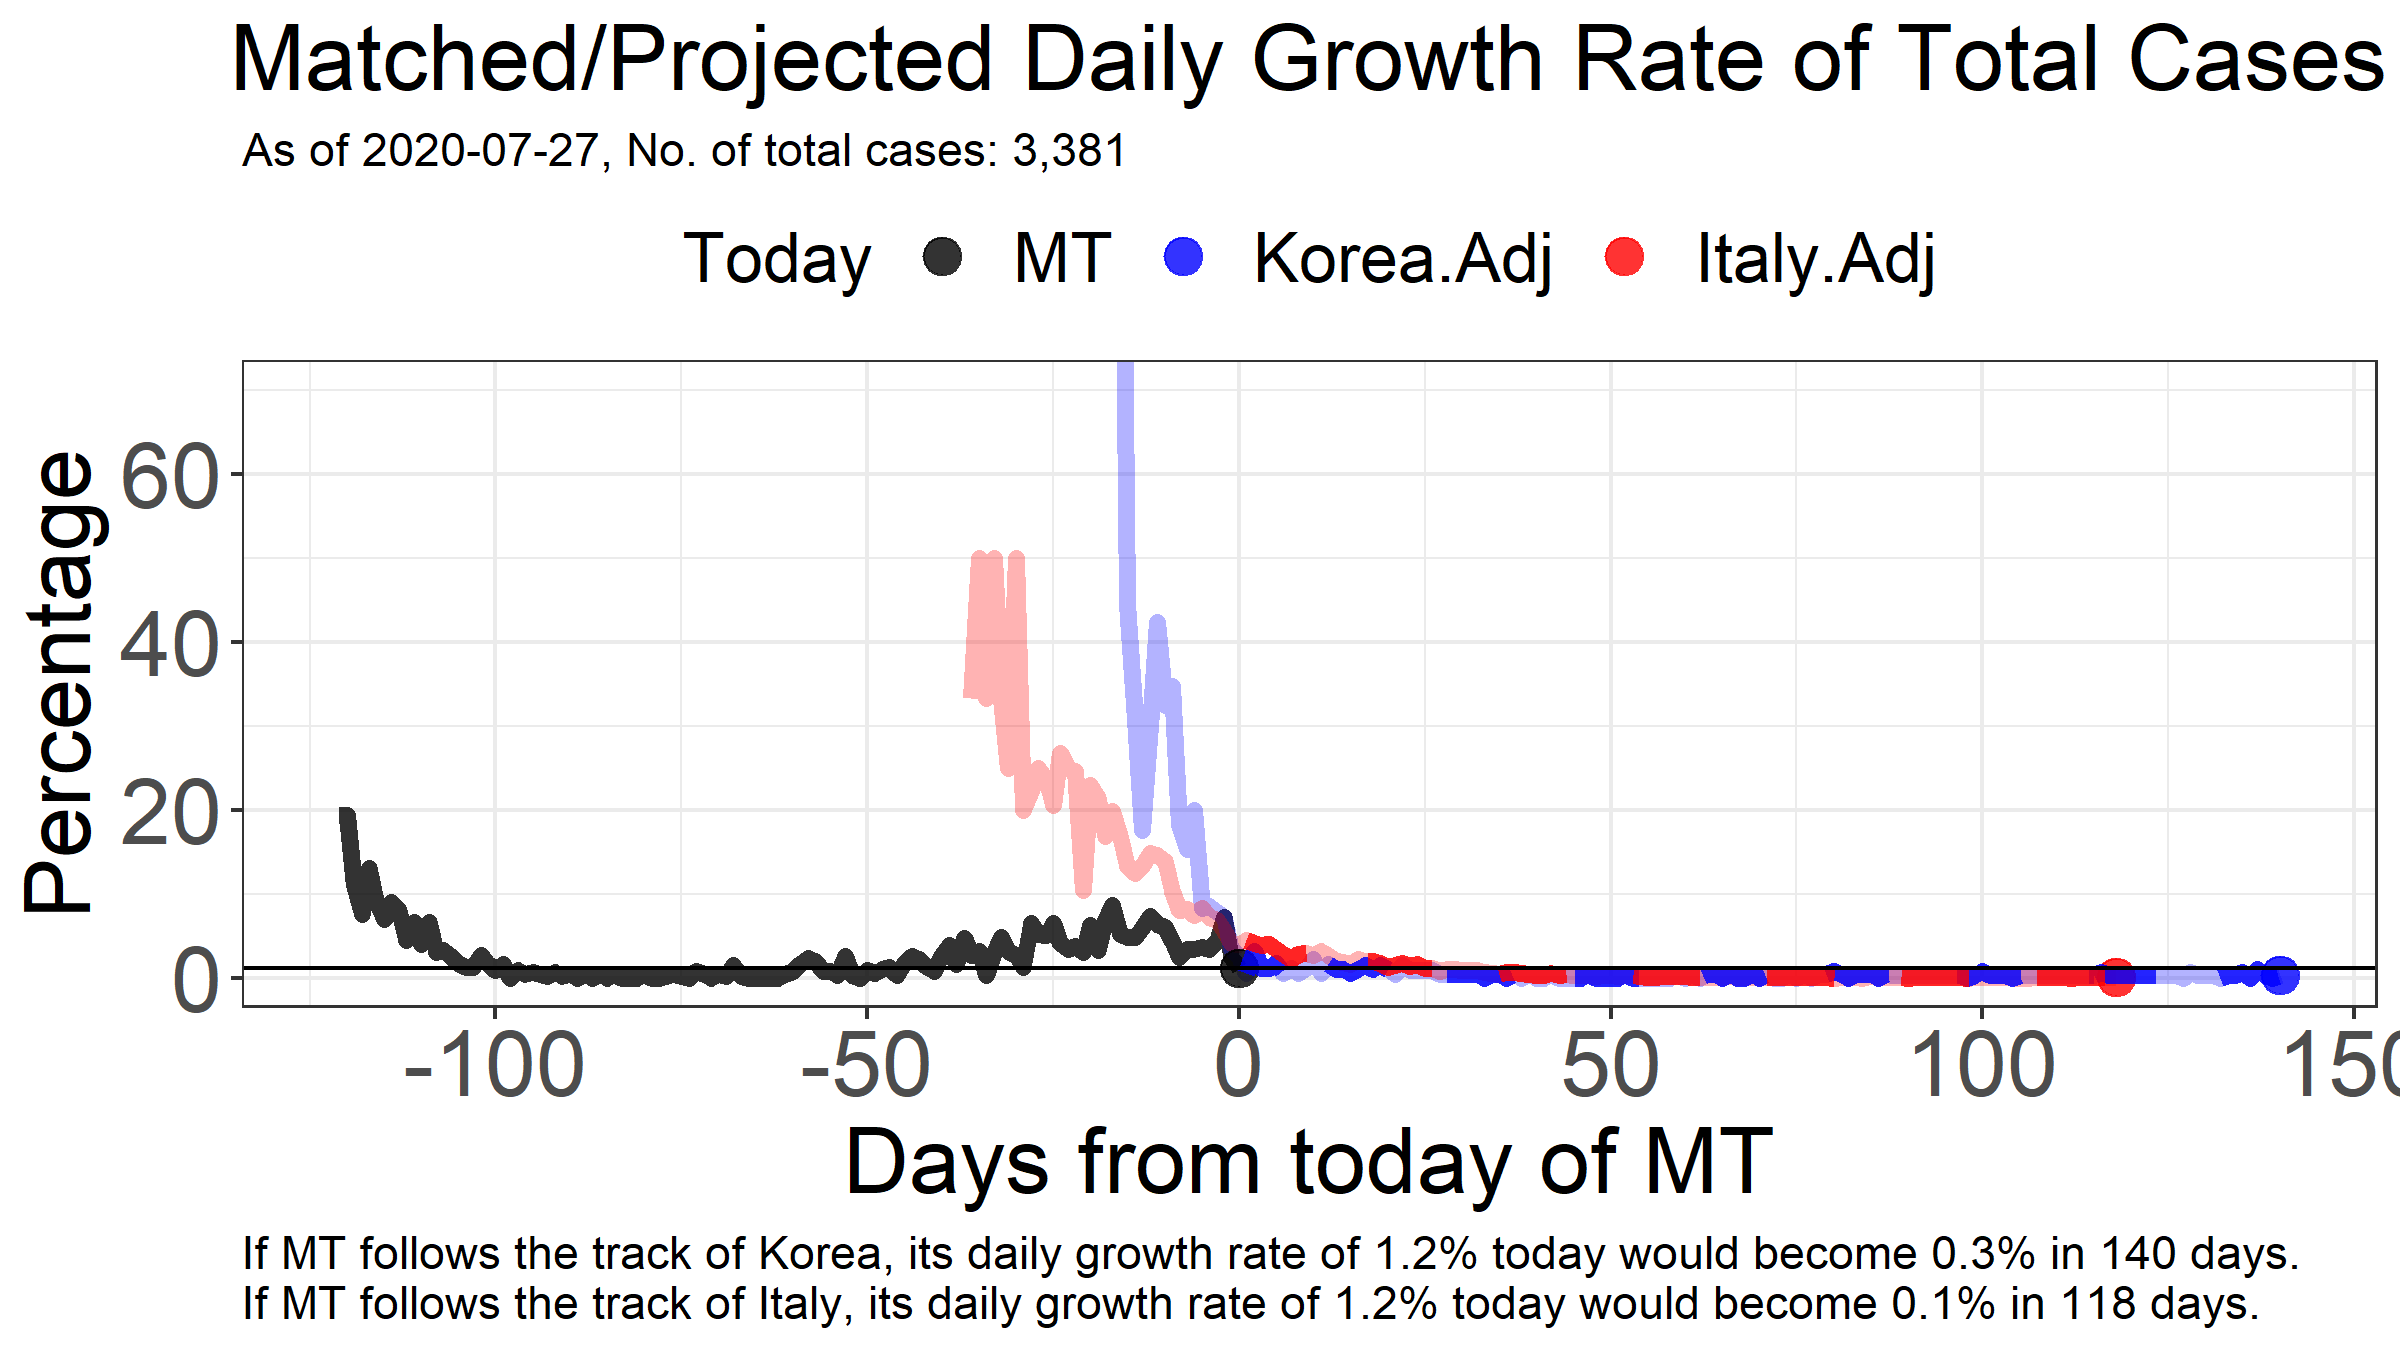 Matched/Projected Daily Growth Rate of Total Cases
As of 2020-07-27, No. of total cases: 3,381
Today MT Korea.Adj Italy.Adj
Percentage
60
40
20
0
-100 -50 0 50 100 150
Days from today of MT
If MT follows the track of Korea, its daily growth rate of 1.2% today would become 0.3% in 140 days.
If MT follows the track of Italy, its daily growth rate of 1.2% today would become 0.1% in 118 days.